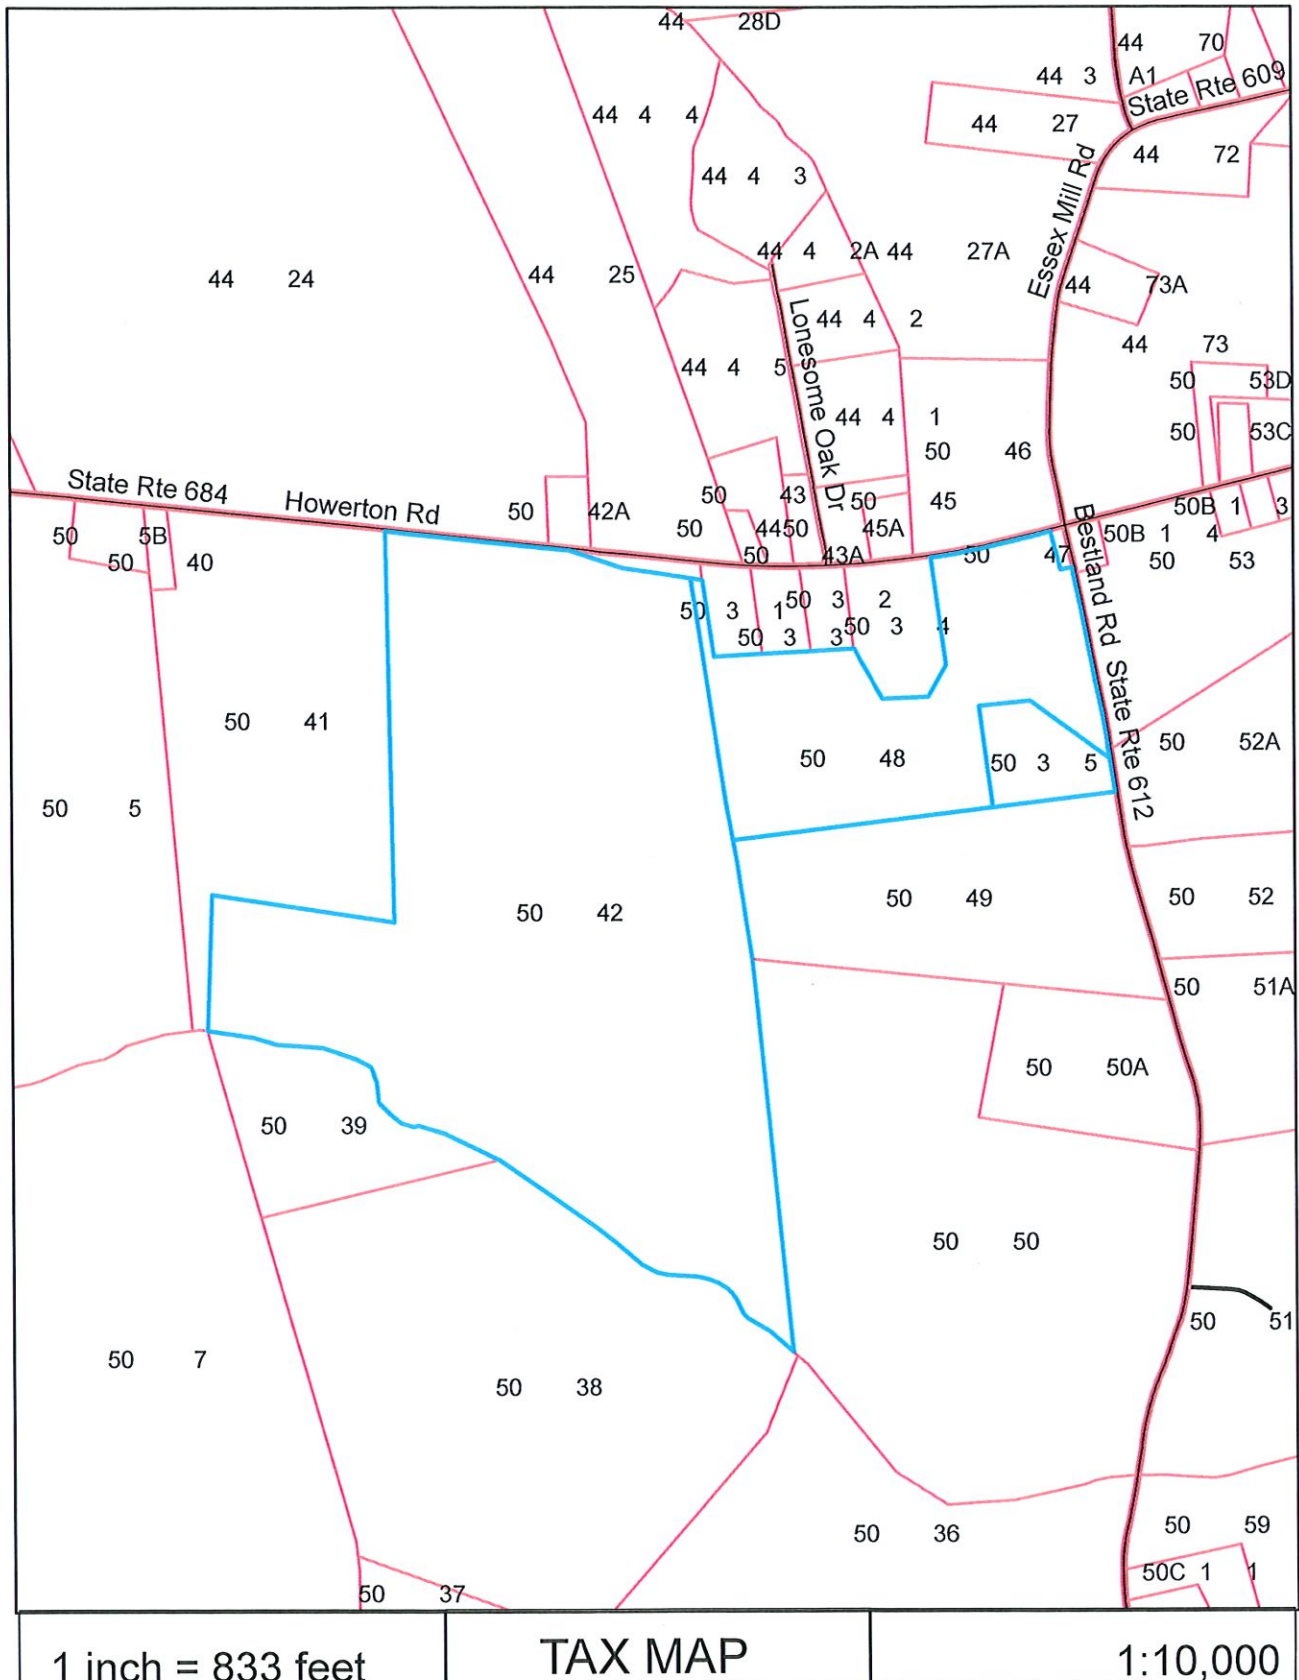 44 28D
44 70
44 3 A1
State Rte 609
44 4 4
44 27
44 72
44 4 3
Essex Mill Rd
44 4 2A
44 27A
44 24
44 25
44 73A
Lonesome Oak Dr
44 4 2
44 73
44 4 5
50 53D
44 4 1
50 53C
50 46
State Rte 684
Howerton Rd
50 43
50 45
50 42A
50 45A
50B 1 3
50 44
50 43A
50 5B
50B 1 4
50 40
50 47
50 53
Bestland Rd State Rte 612
50 3 1
50 3 2
50 3 3
50 3 4
50 41
50 52A
50 48
50 3 5
50 5
50 49
50 52
50 42
50 51A
50 50A
50 39
50 50
50 51
50 7
50 38
50 36
50 59
50C 1 1
50 37
1 inch = 833 feet
TAX MAP
1:10,000